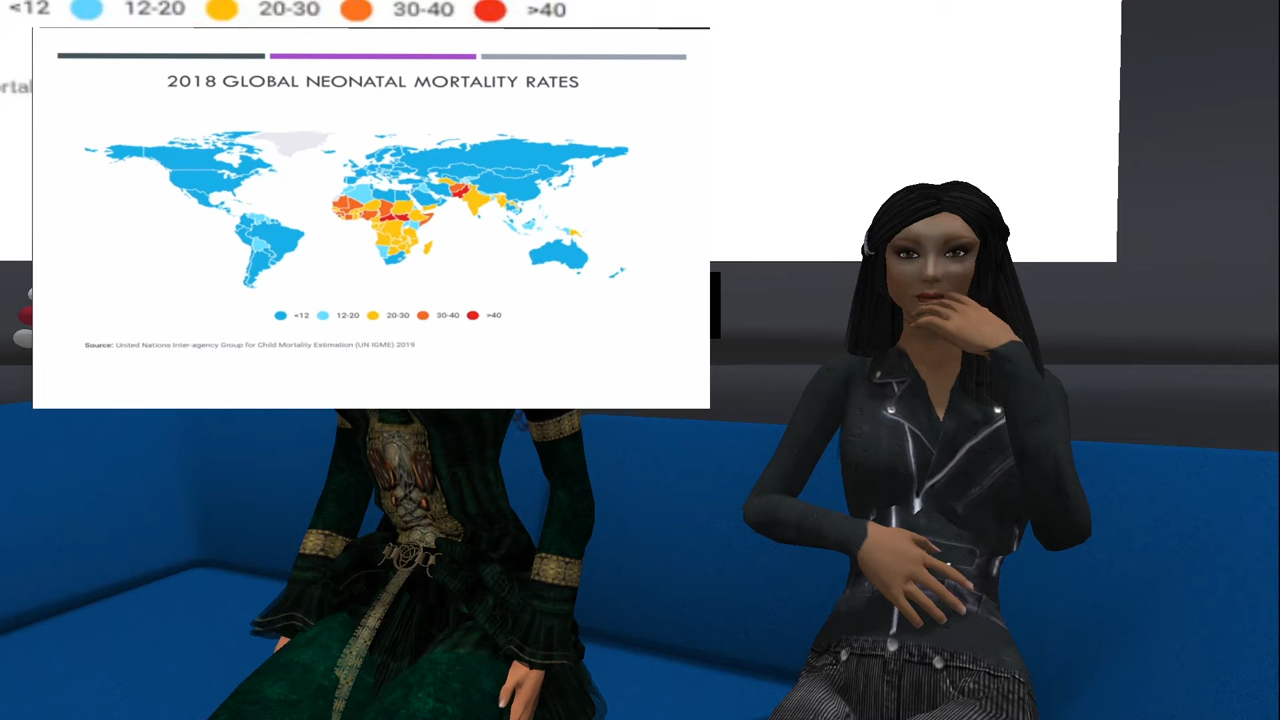 <12 12-20 20-30 30-40 >40
2018 GLOBAL NEONATAL MORTALITY RATES
<12 12-20 20-30 30-40 >40
Source: United Nations Inter-agency Group for Child Mortality Estimation (UN IGME) 2019